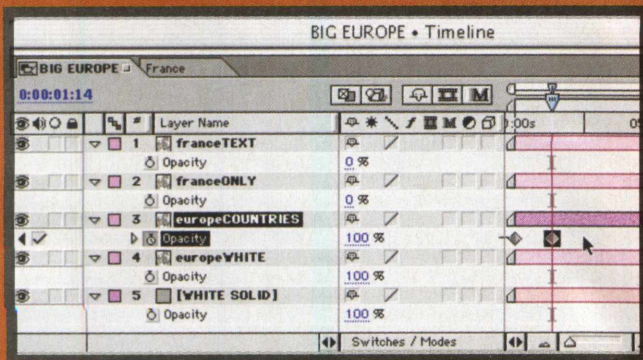 BIG EUROPE • Timeline
BIG EUROPE France
0:00:01:14
# Layer Name :00s 05
1 franceTEXT
Opacity 0 %
2 franceONLY
Opacity 0 %
3 europeCOUNTRIES
Opacity 100 %
4 europeWHITE
Opacity 100 %
5 [WHITE SOLID]
Opacity 100 %
Switches / Modes